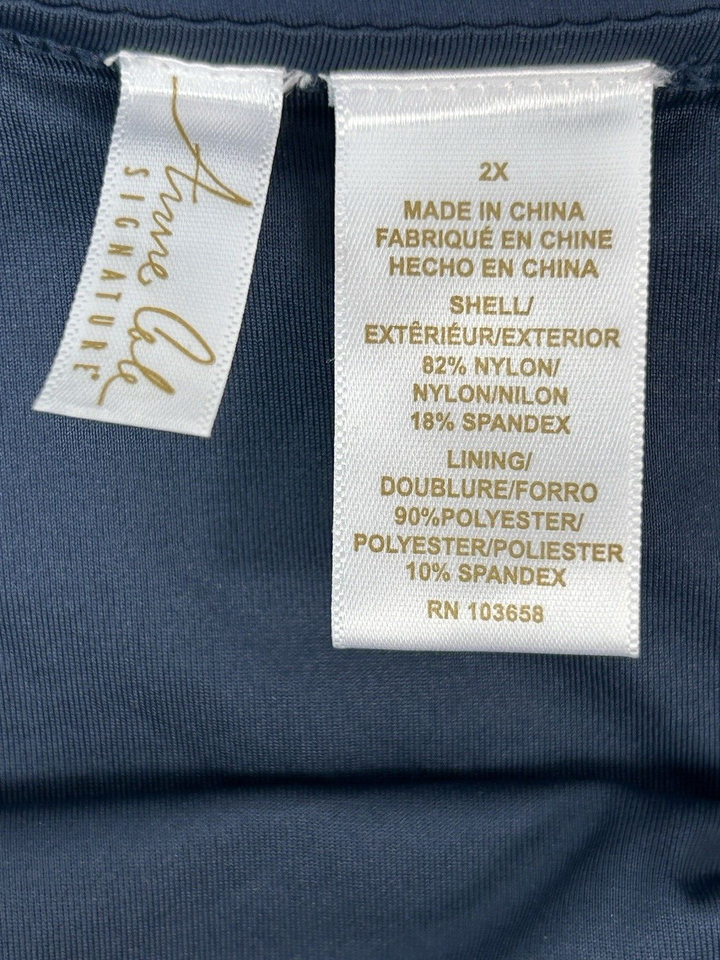 Anne Cole
SIGNATURE®
2X
MADE IN CHINA
FABRIQUÉ EN CHINE
HECHO EN CHINA
SHELL/
EXTÊRIÉUR/EXTERIOR
82% NYLON/
NYLON/NILON
18% SPANDEX
LINING/
DOUBLURE/FORRO
90%POLYESTER/
POLYESTER/POLIESTER
10% SPANDEX
RN 103658